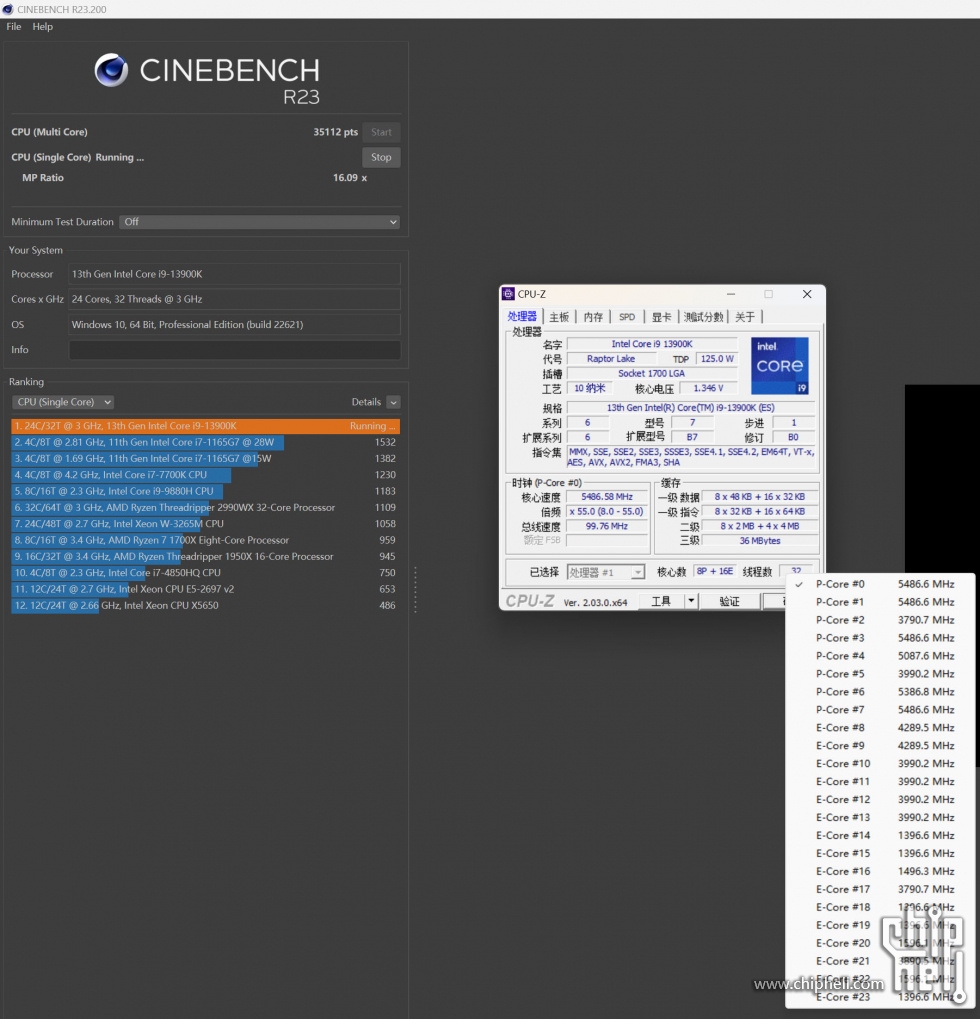 CINEBENCH R23.200
File Help
CINEBENCH
R23
CPU (Multi Core) 35112 pts Start
CPU (Single Core) Running ... Stop
MP Ratio 16.09 x
Minimum Test Duration Off
Your System
Processor 13th Gen Intel Core i9-13900K
Cores x GHz 24 Cores, 32 Threads @ 3 GHz
OS Windows 10, 64 Bit, Professional Edition (build 22621)
Info
Ranking
CPU (Single Core) Details
1. 24C/32T @ 3 GHz, 13th Gen Intel Core i9-13900K Running ...
2. 4C/8T @ 2.81 GHz, 11th Gen Intel Core i7-1165G7 @ 28W 1532
3. 4C/8T @ 1.69 GHz, 11th Gen Intel Core i7-1165G7 @15W 1382
4. 4C/8T @ 4.2 GHz, Intel Core i7-7700K CPU 1230
5. 8C/16T @ 2.3 GHz, Intel Core i9-9880H CPU 1183
6. 32C/64T @ 3 GHz, AMD Ryzen Threadripper 2990WX 32-Core Processor 1109
7. 24C/48T @ 2.7 GHz, Intel Xeon W-3265M CPU 1058
8. 8C/16T @ 3.4 GHz, AMD Ryzen 7 1700X Eight-Core Processor 959
9. 16C/32T @ 3.4 GHz, AMD Ryzen Threadripper 1950X 16-Core Processor 945
10. 4C/8T @ 2.3 GHz, Intel Core i7-4850HQ CPU 750
11. 12C/24T @ 2.7 GHz, Intel Xeon CPU E5-2697 v2 653
12. 12C/24T @ 2.66 GHz, Intel Xeon CPU X5650 486
CPU-Z
处理器 主板 内存 SPD 显卡 测试分数 关于
处理器
名字 Intel Core i9 13900K
代号 Raptor Lake TDP 125.0 W
插槽 Socket 1700 LGA
工艺 10 纳米 核心电压 1.346 V
intel. CORE i9
规格 13th Gen Intel(R) Core(TM) i9-13900K (ES)
系列 6 型号 7 步进 1
扩展系列 6 扩展型号 B7 修订 B0
指令集 MMX, SSE, SSE2, SSE3, SSSE3, SSE4.1, SSE4.2, EM64T, VT-x,
AES, AVX, AVX2, FMA3, SHA
时钟 (P-Core #0)
核心速度 5486.58 MHz
倍频 x 55.0 (8.0 - 55.0)
总线速度 99.76 MHz
额定 FSB
缓存
一级 数据 8 x 48 KB + 16 x 32 KB
一级 指令 8 x 32 KB + 16 x 64 KB
二级 8 x 2 MB + 4 x 4 MB
三级 36 MBytes
已选择 处理器 #1 核心数 8P + 16E 线程数 32
CPU-Z Ver. 2.03.0.x64 工具 验证
P-Core #0 5486.6 MHz
P-Core #1 5486.6 MHz
P-Core #2 3790.7 MHz
P-Core #3 5486.6 MHz
P-Core #4 5087.6 MHz
P-Core #5 3990.2 MHz
P-Core #6 5386.8 MHz
P-Core #7 5486.6 MHz
E-Core #8 4289.5 MHz
E-Core #9 4289.5 MHz
E-Core #10 3990.2 MHz
E-Core #11 3990.2 MHz
E-Core #12 3990.2 MHz
E-Core #13 3990.2 MHz
E-Core #14 1396.6 MHz
E-Core #15 1396.6 MHz
E-Core #16 1496.3 MHz
E-Core #17 3790.7 MHz
E-Core #18 1396.6 MHz
E-Core #19 1396.6 MHz
E-Core #20 1596.1 MHz
E-Core #21 3890.5 MHz
E-Core #22 1596.1 MHz
E-Core #23 1396.6 MHz
chip hell
www.chiphell.com